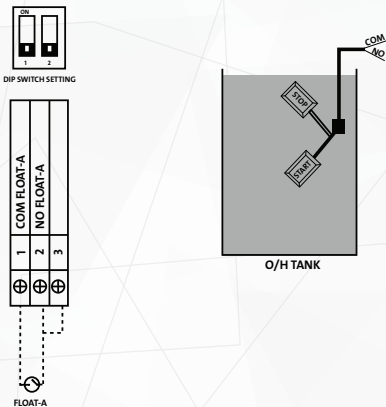 ON
1 2
DIP SWITCH SETTING
COM FLOAT-A
NO FLOAT-A
1
2
3
FLOAT-A
COM
NO
STOP
START
O/H TANK